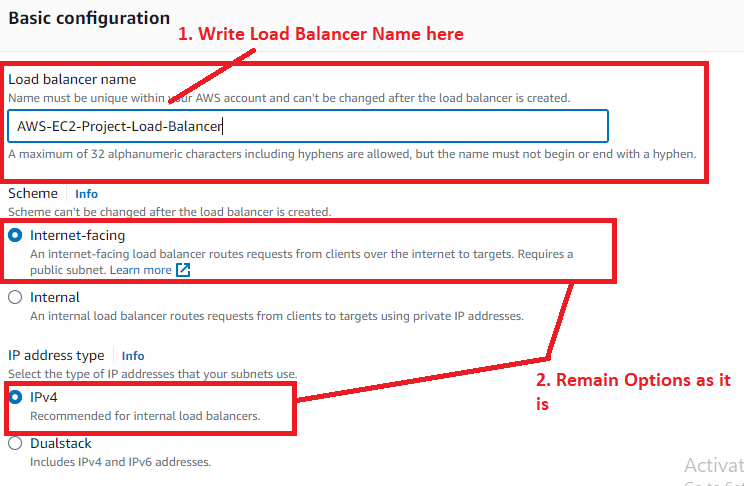 Basic configuration
1. Write Load Balancer Name here
Load balancer name
Name must be unique within your AWS account and can't be changed after the load balancer is created.
AWS-EC2-Project-Load-Balancer
A maximum of 32 alphanumeric characters including hyphens are allowed, but the name must not begin or end with a hyphen.
Scheme Info
Scheme can't be changed after the load balancer is created.
Internet-facing
An internet-facing load balancer routes requests from clients over the internet to targets. Requires a
public subnet. Learn more
Internal
An internal load balancer routes requests from clients to targets using private IP addresses.
IP address type Info
Select the type of IP addresses that your subnets use.
2. Remain Options as it
is
IPv4
Recommended for internal load balancers.
Dualstack
Includes IPv4 and IPv6 addresses.
Activat